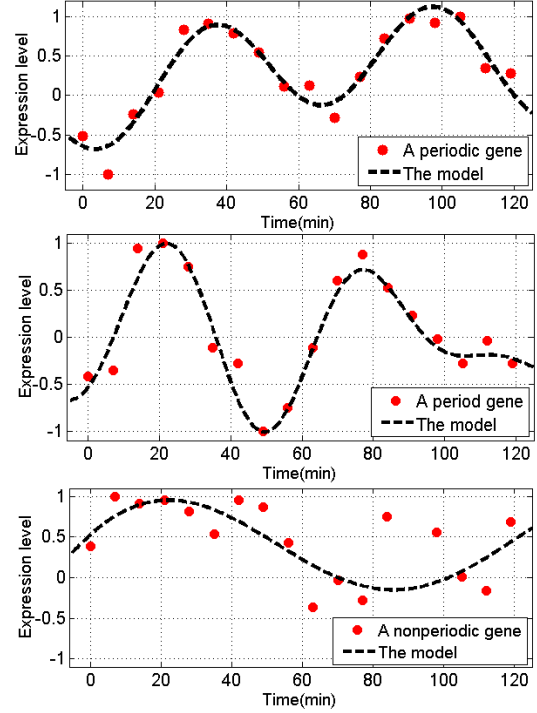 Expression level
1
0.5
0
-0.5
-1
A periodic gene
The model
0 20 40 60 80 100 120
Time(min)
Expression level
1
0.5
0
-0.5
-1
A period gene
The model
0 20 40 60 80 100 120
Time(min)
Expression level
1
0.5
0
-1
A nonperiodic gene
The model
0 20 40 60 80 100 120
Time(min)